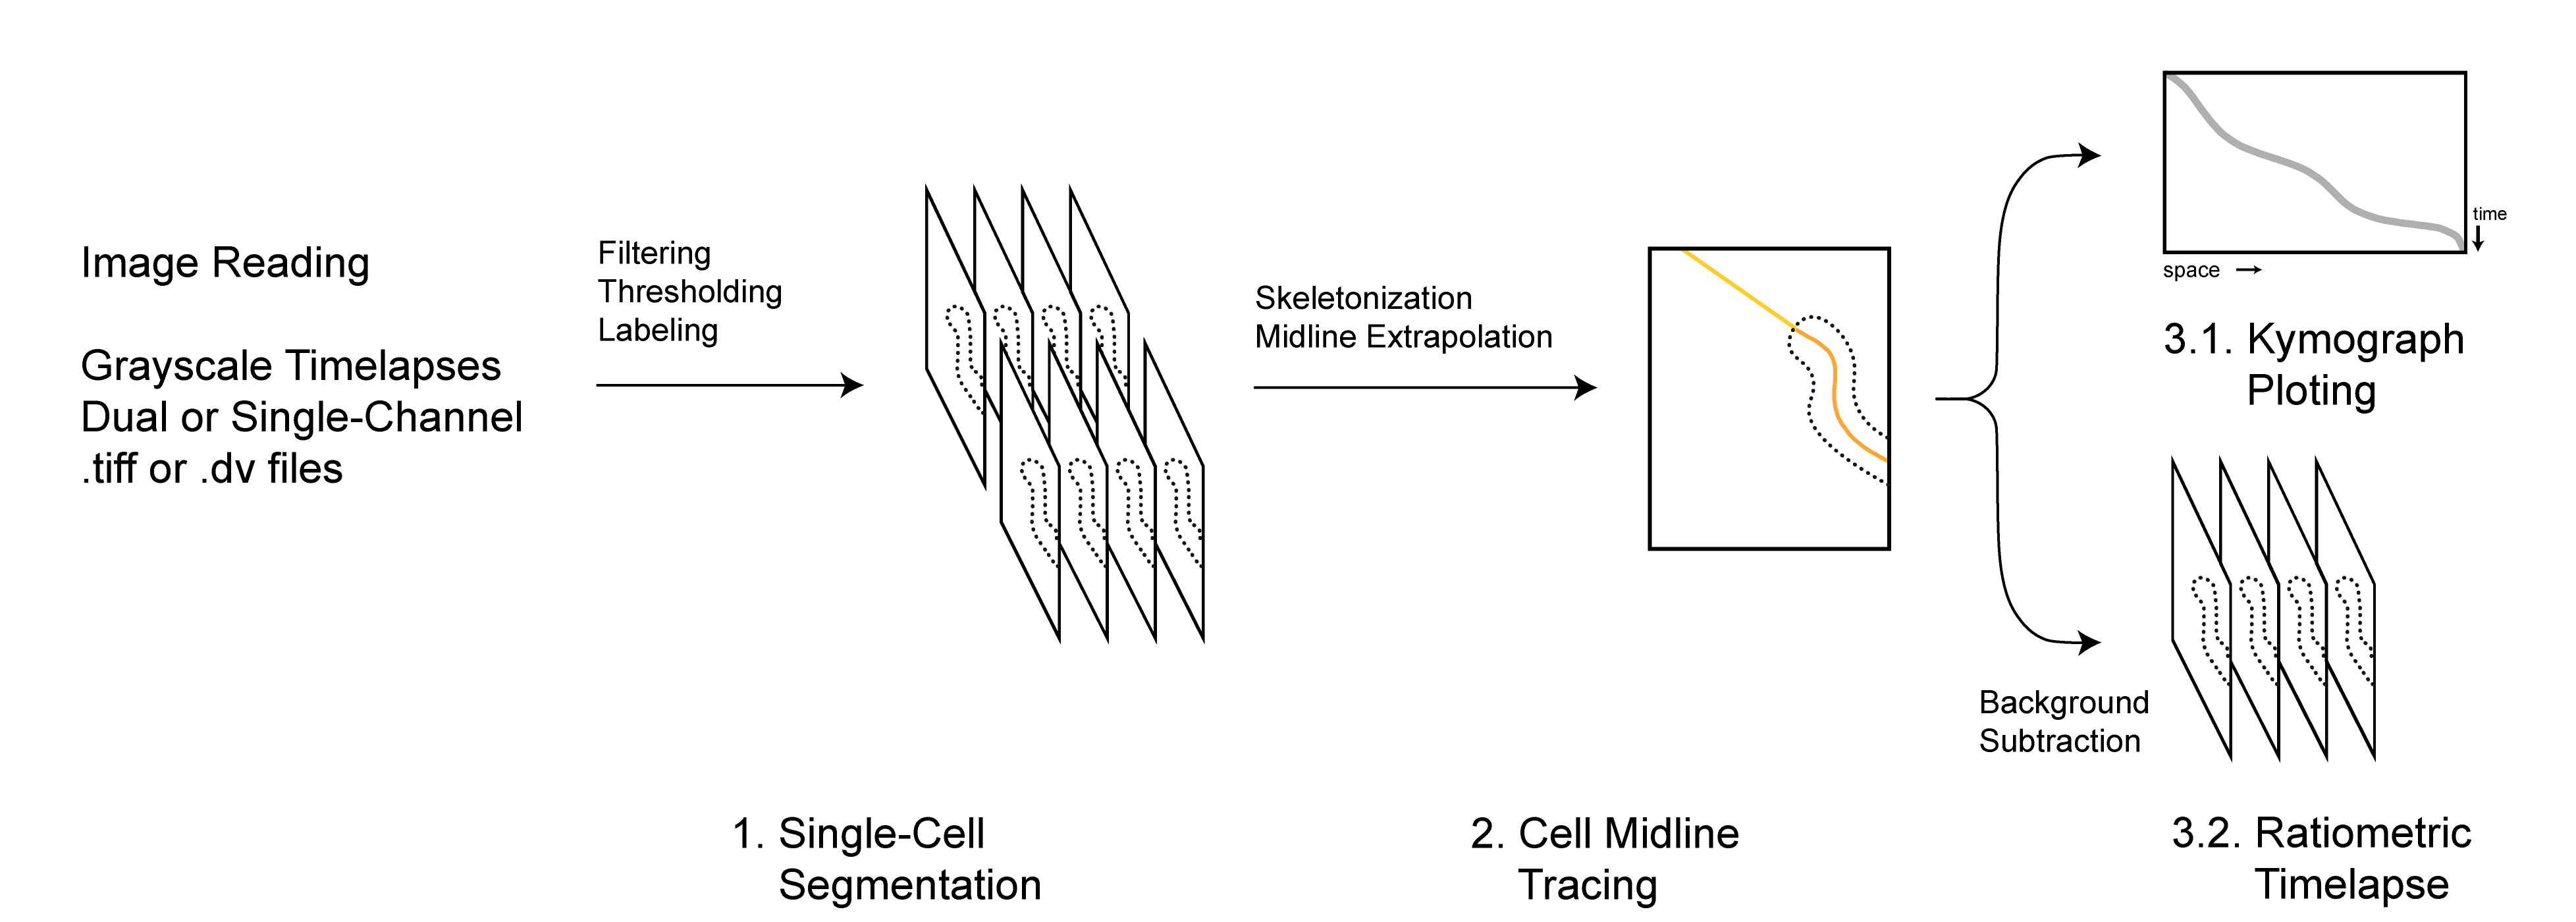 Image Reading
Grayscale Timelapses
Dual or Single-Channel
.tiff or .dv files
Filtering
Thresholding
Labeling
1. Single-Cell
Segmentation
Skeletonization
Midline Extrapolation
2. Cell Midline
Tracing
time
space
3.1. Kymograph
Ploting
Background
Subtraction
3.2. Ratiometric
Timelapse